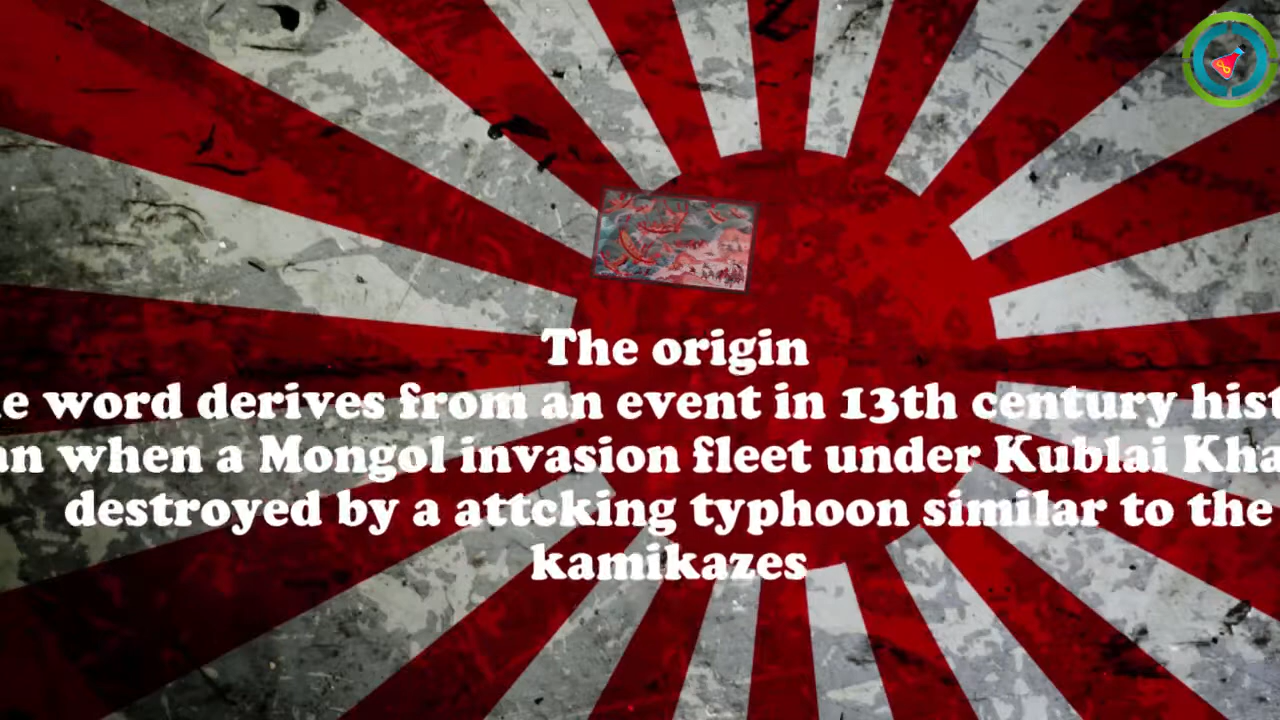 The origin
e word derives from an event in 13th century hist
an when a Mongol invasion fleet under Kublai Kha
destroyed by a attcking typhoon similar to the
kamikazes